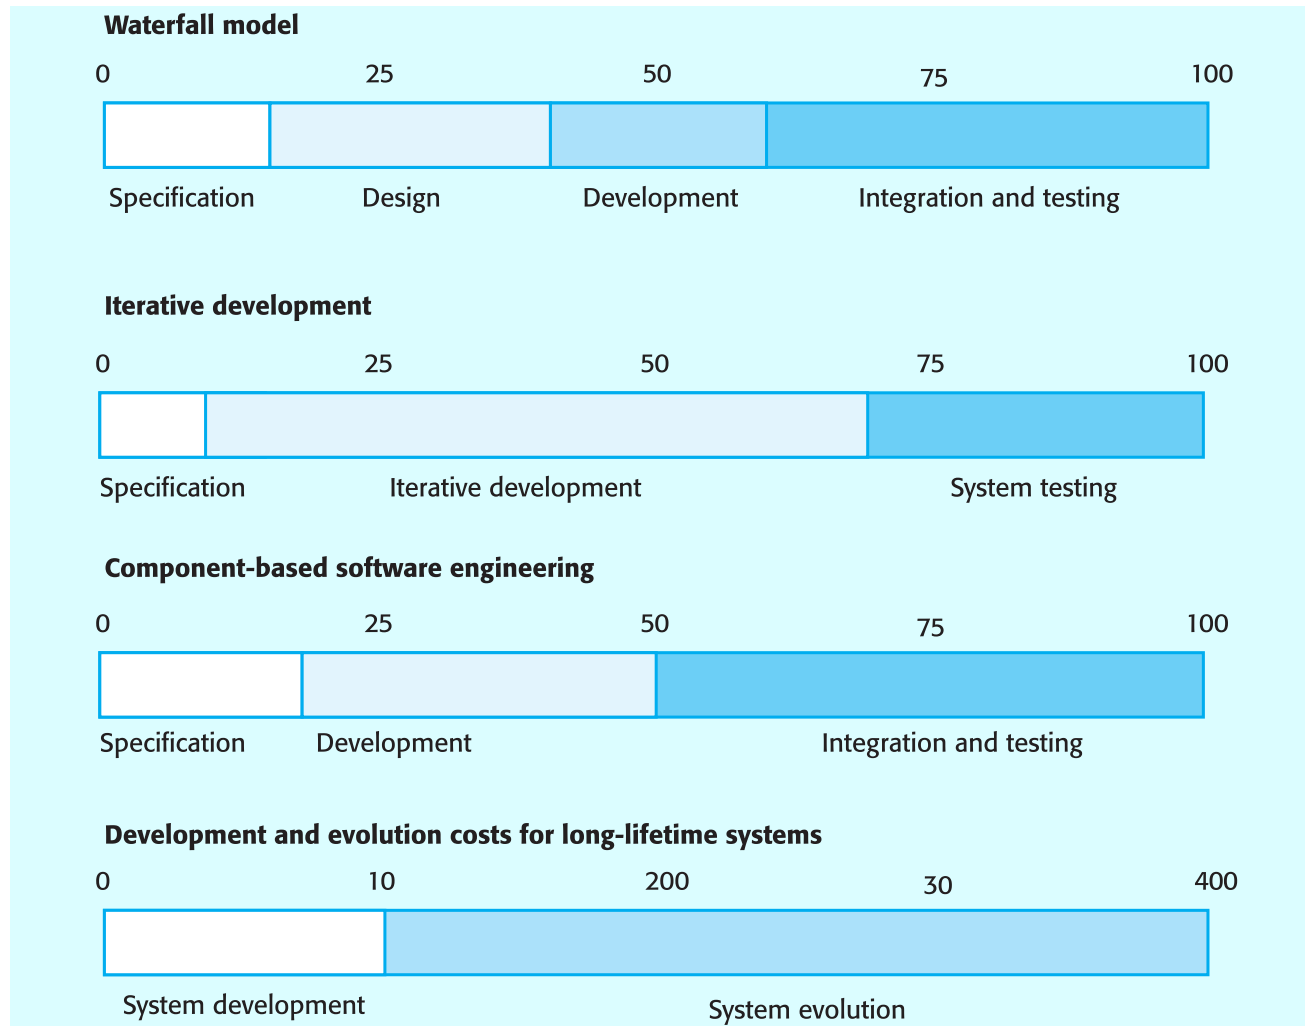 Waterfall model
0 25 50 75 100
Specification Design Development Integration and testing
Iterative development
0 25 50 75 100
Specification Iterative development System testing
Component-based software engineering
0 25 50 75 100
Specification Development Integration and testing
Development and evolution costs for long-lifetime systems
0 10 200 30 400
System development System evolution